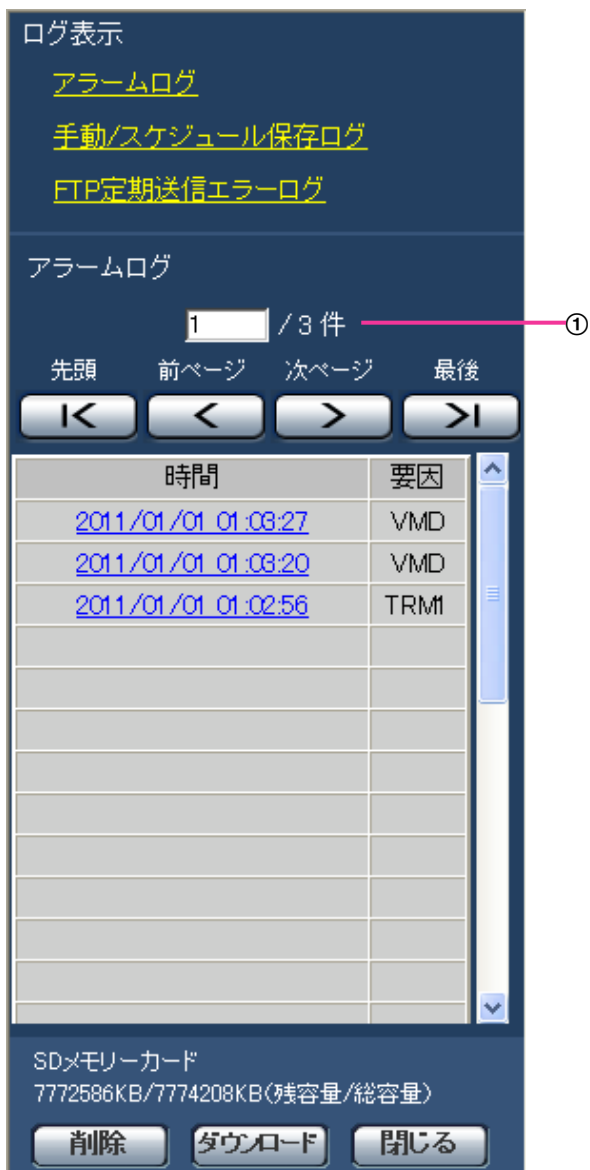 ログ表示
アラームログ
手動/スケジュール保存ログ
FTP定期送信エラーログ
アラームログ
1 /3件 ①
先頭 前ページ 次ページ 最後
|< < > >|
時間 要因
2011/01/01 01:03:27 VMD
2011/01/01 01:03:20 VMD
2011/01/01 01:02:56 TRM1
SDメモリーカード
7772586KB/7774208KB(残容量/総容量)
削除 ダウンロード 閉じる